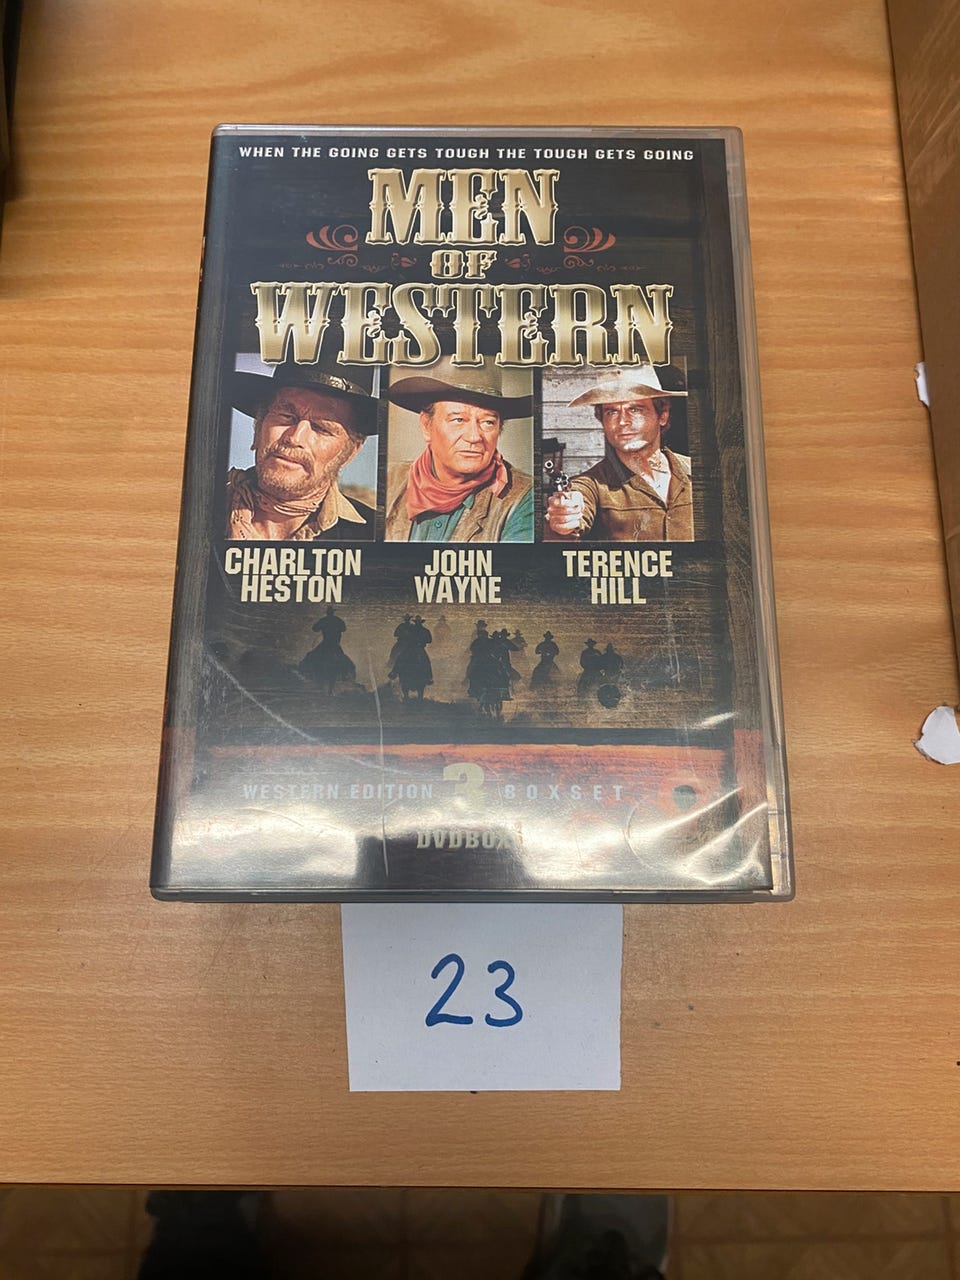 WHEN THE GOING GETS TOUGH THE TOUGH GETS GOING
MEN
OF
WESTERN
CHARLTON HESTON
JOHN WAYNE
TERENCE HILL
WESTERN EDITION 3 BOXSET
DVDBOX
23